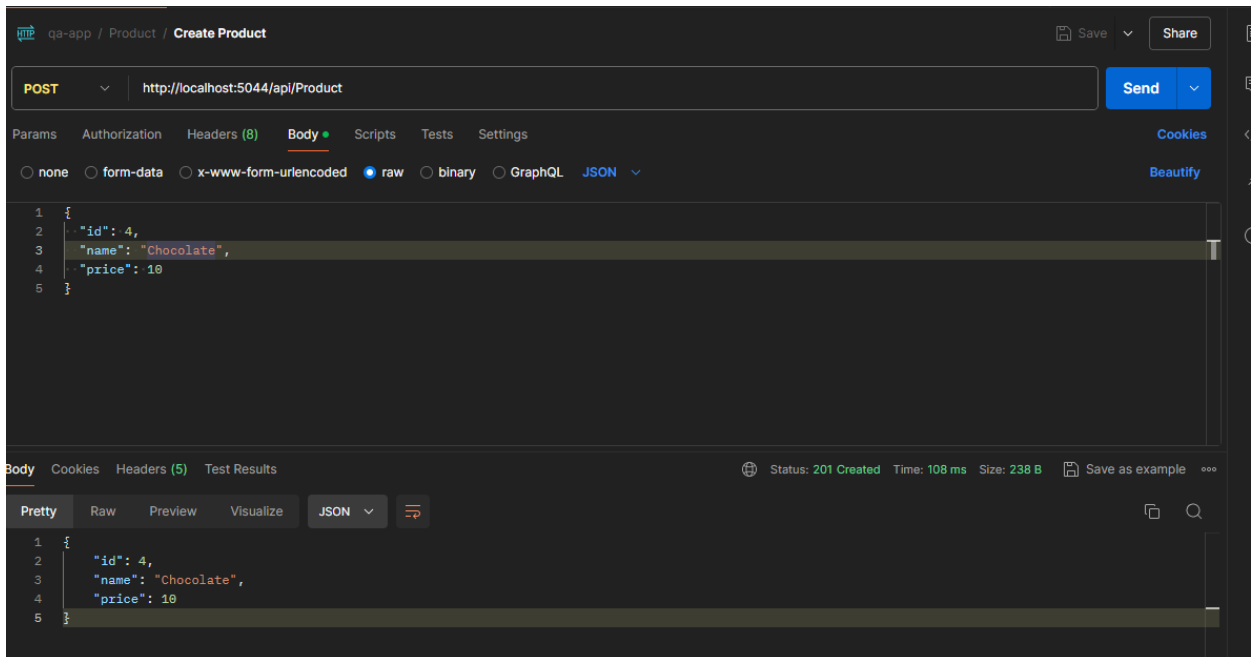 HTTP qa-app / Product / Create Product Save Share
POST http://localhost:5044/api/Product Send
Params Authorization Headers (8) Body Scripts Tests Settings Cookies
none form-data x-www-form-urlencoded raw binary GraphQL JSON Beautify
1 {
2 "id": 4,
3 "name": "Chocolate",
4 "price": 10
5 }
Body Cookies Headers (5) Test Results Status: 201 Created Time: 108 ms Size: 238 B Save as example
Pretty Raw Preview Visualize JSON
1 {
2 "id": 4,
3 "name": "Chocolate",
4 "price": 10
5 }